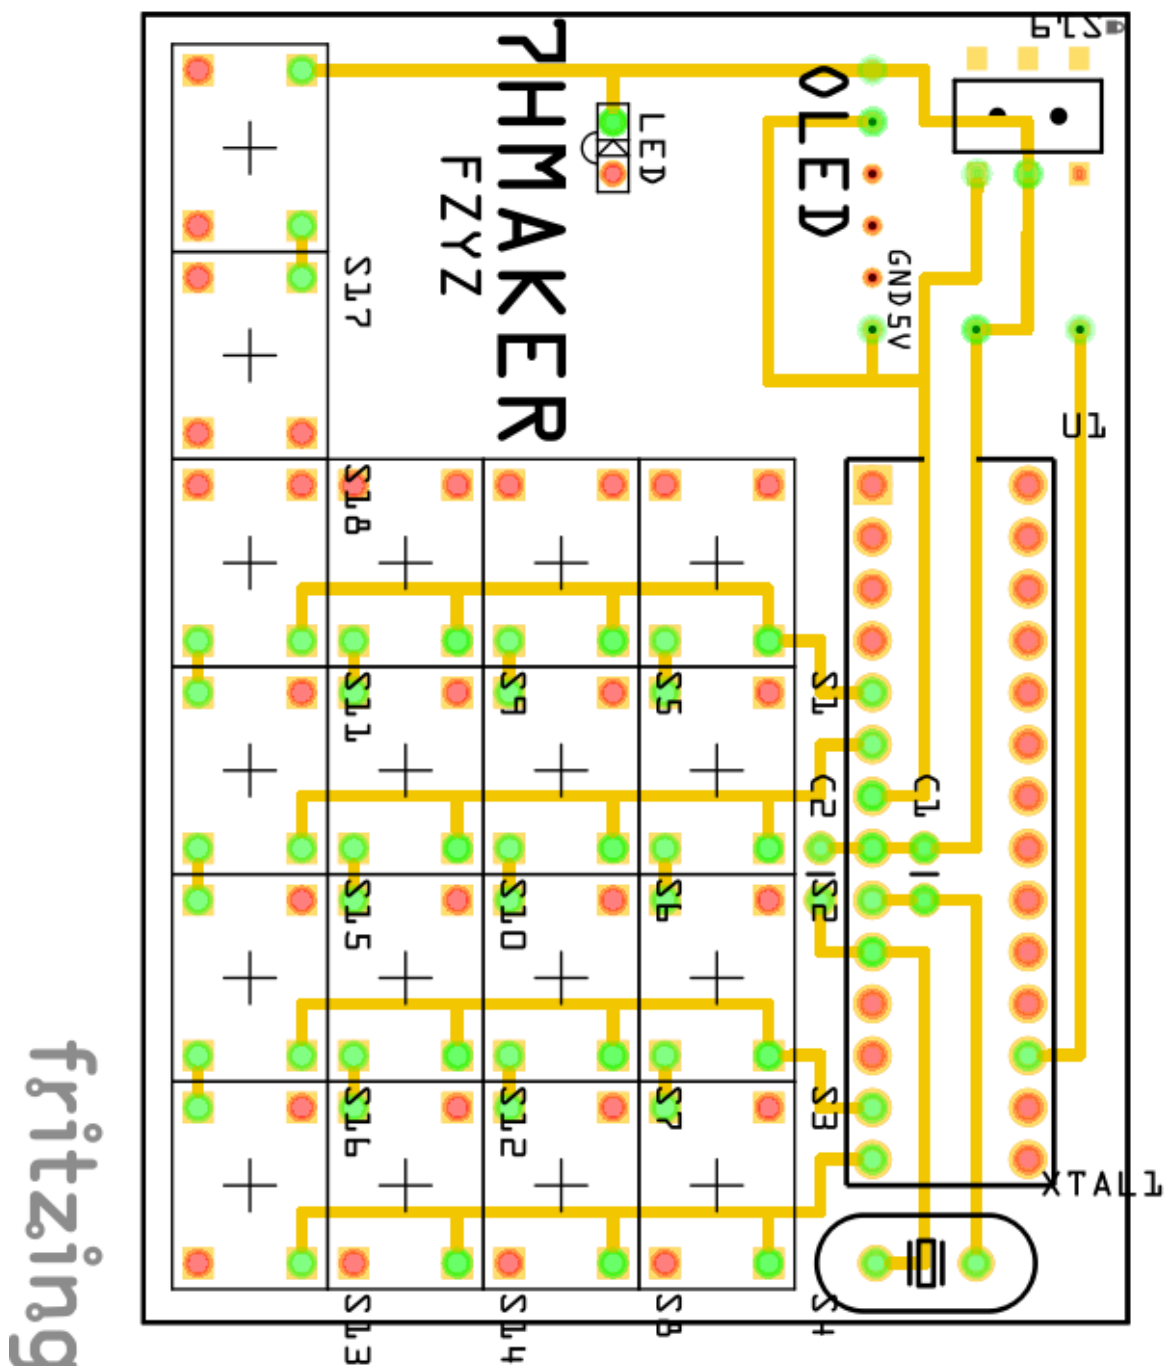 7HMAKER
FZYZ
LED
OLED
GND
5V
S17
S18
U1
S11
S9
S5
S1
C2
C1
S15
S10
S6
S2
S16
S12
S7
S3
XTAL1
S13
S14
S8
S4
fritzing